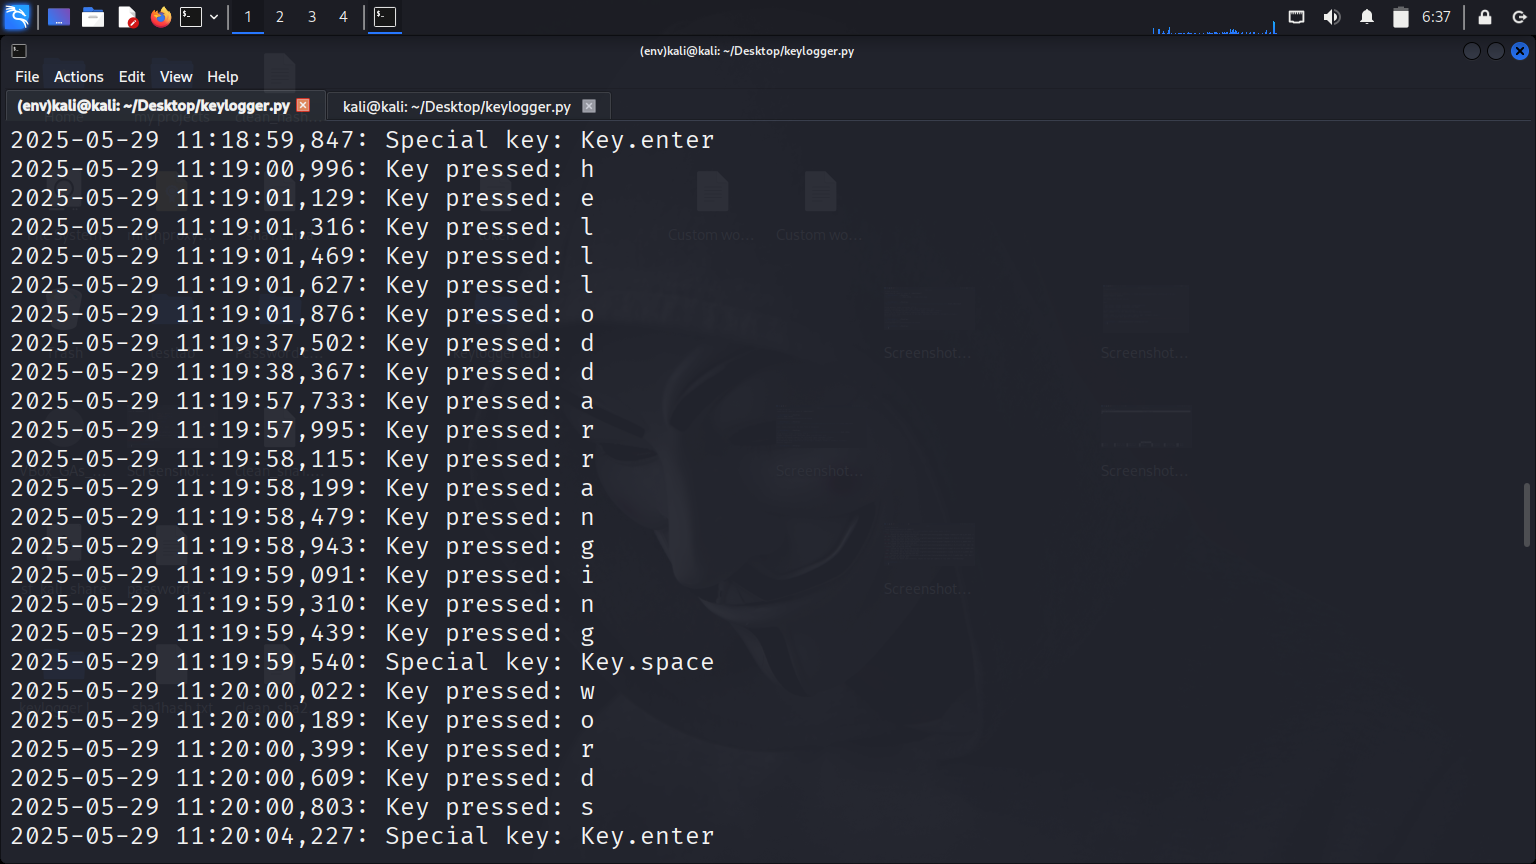 1 2 3 4 6:37
(env)kali@kali: ~/Desktop/keylogger.py
File Actions Edit View Help
(env)kali@kali: ~/Desktop/keylogger.py kali@kali: ~/Desktop/keylogger.py
2025-05-29 11:18:59,847: Special key: Key.enter
2025-05-29 11:19:00,996: Key pressed: h
2025-05-29 11:19:01,129: Key pressed: e
2025-05-29 11:19:01,316: Key pressed: l
2025-05-29 11:19:01,469: Key pressed: l
2025-05-29 11:19:01,627: Key pressed: l
2025-05-29 11:19:01,876: Key pressed: o
2025-05-29 11:19:37,502: Key pressed: d
2025-05-29 11:19:38,367: Key pressed: d
2025-05-29 11:19:57,733: Key pressed: a
2025-05-29 11:19:57,995: Key pressed: r
2025-05-29 11:19:58,115: Key pressed: r
2025-05-29 11:19:58,199: Key pressed: a
2025-05-29 11:19:58,479: Key pressed: n
2025-05-29 11:19:58,943: Key pressed: g
2025-05-29 11:19:59,091: Key pressed: i
2025-05-29 11:19:59,310: Key pressed: n
2025-05-29 11:19:59,439: Key pressed: g
2025-05-29 11:19:59,540: Special key: Key.space
2025-05-29 11:20:00,022: Key pressed: w
2025-05-29 11:20:00,189: Key pressed: o
2025-05-29 11:20:00,399: Key pressed: r
2025-05-29 11:20:00,609: Key pressed: d
2025-05-29 11:20:00,803: Key pressed: s
2025-05-29 11:20:04,227: Special key: Key.enter
Custom wo... Custom wo...
Screenshot... Screenshot...
Screenshot... Screenshot...
Screenshot...